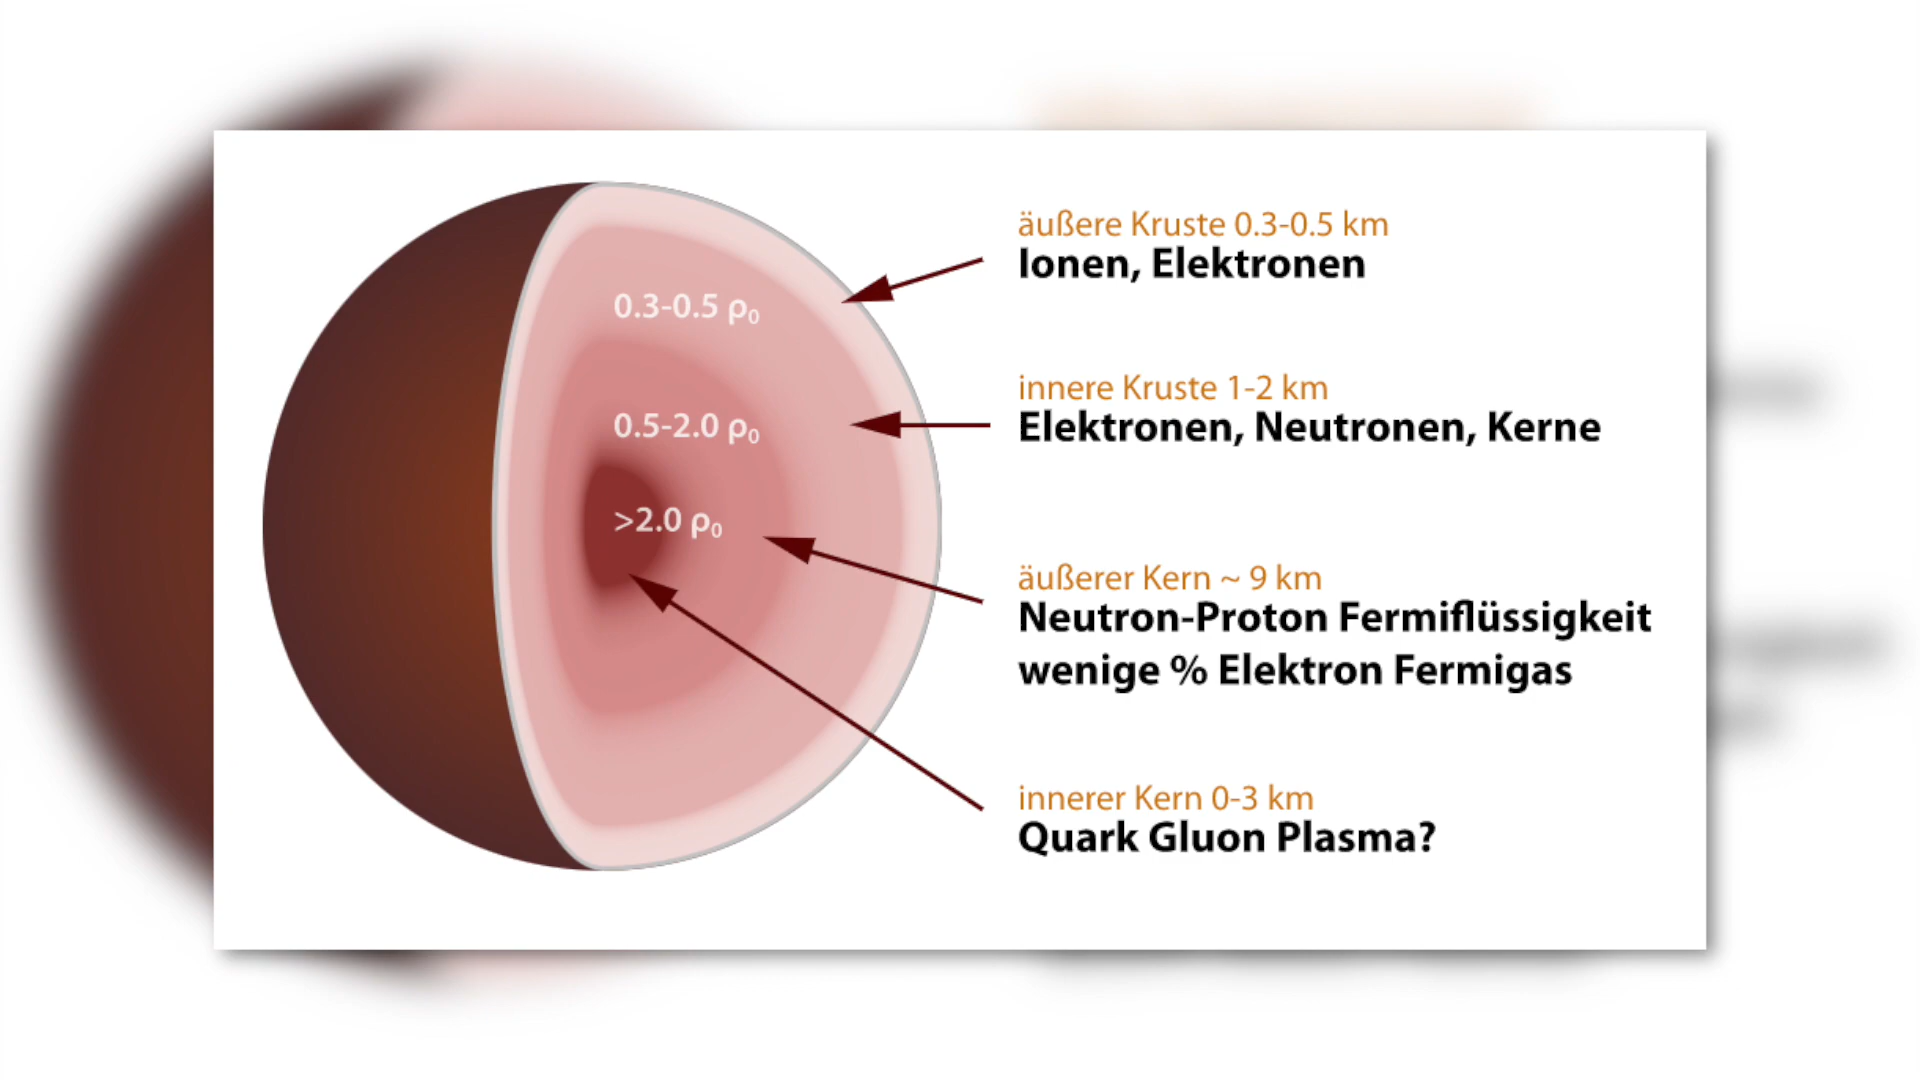 äußere Kruste 0.3-0.5 km
Ionen, Elektronen
0.3-0.5 ρ₀
innere Kruste 1-2 km
Elektronen, Neutronen, Kerne
0.5-2.0 ρ₀
>2.0 ρ₀
äußerer Kern ~ 9 km
Neutron-Proton Fermiflüssigkeit
wenige % Elektron Fermigas
innerer Kern 0-3 km
Quark Gluon Plasma?